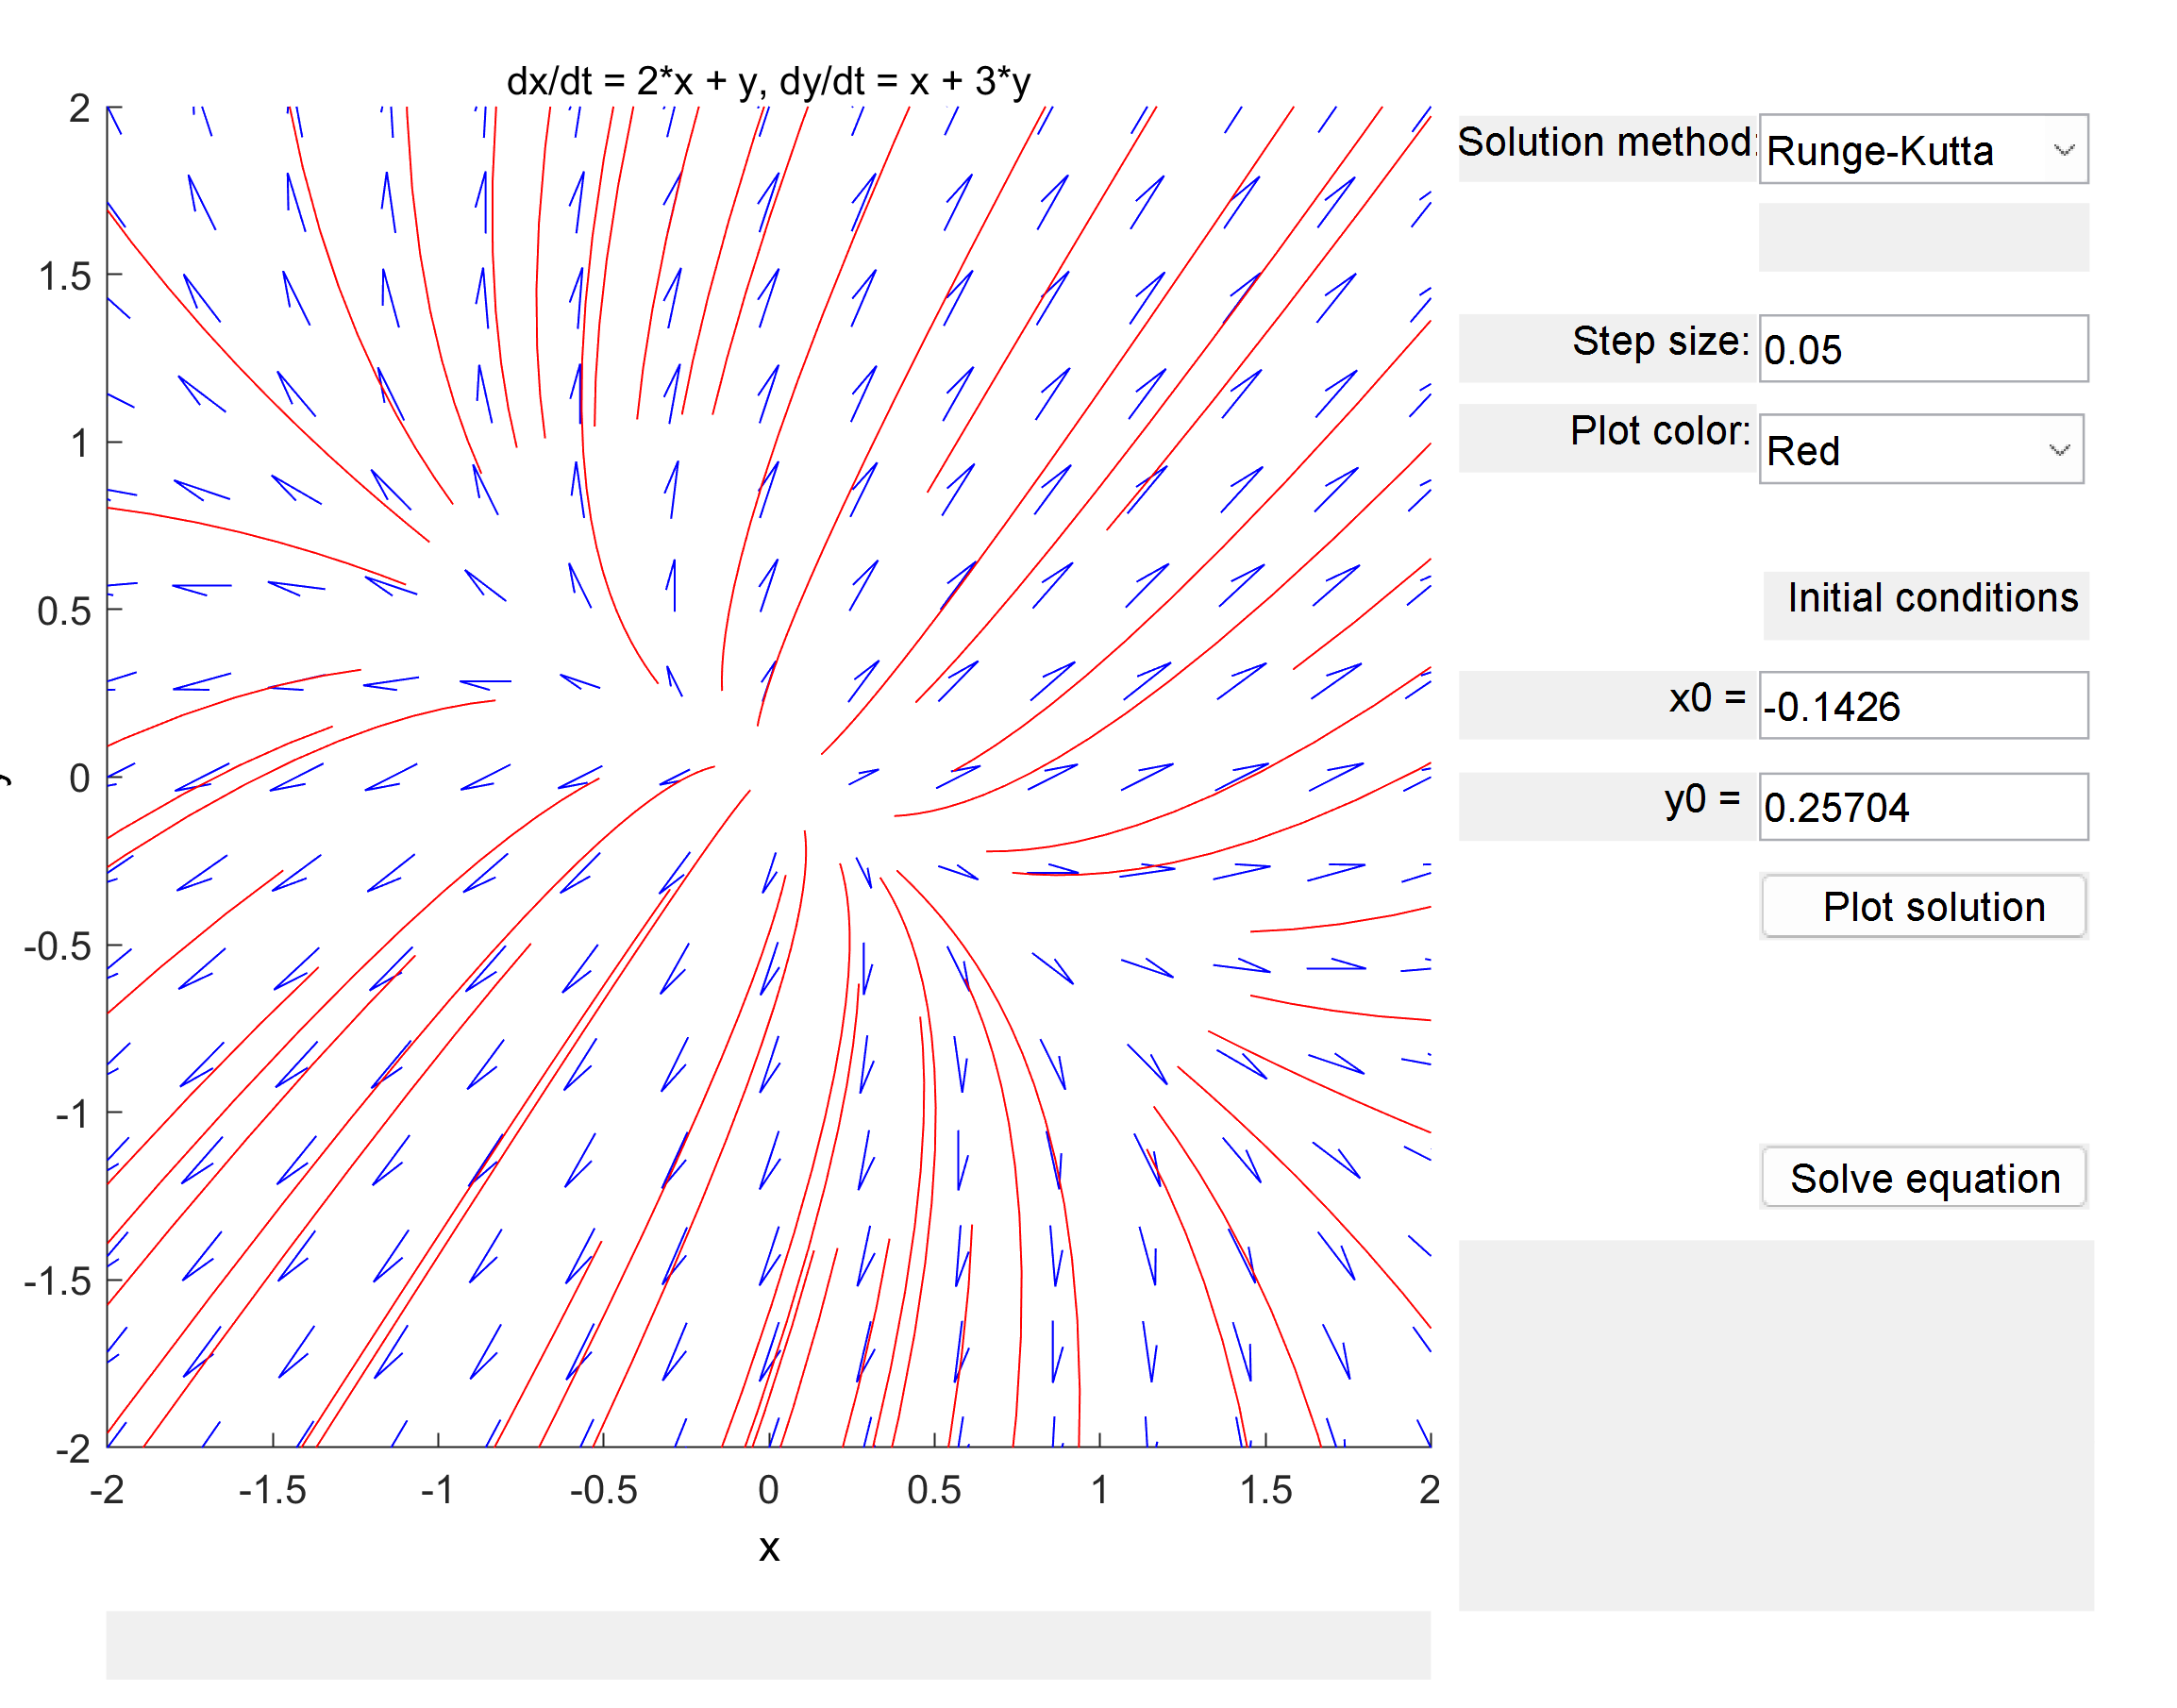 dx/dt = 2*x + y, dy/dt = x + 3*y
2
1.5
1
0.5
0
-0.5
-1
-1.5
-2
-2
-1.5
-1
-0.5
0
0.5
1
1.5
2
x
Solution method:
Runge-Kutta
Step size:
0.05
Plot color:
Red
Initial conditions
x0 =
-0.1426
y0 =
0.25704
Plot solution
Solve equation